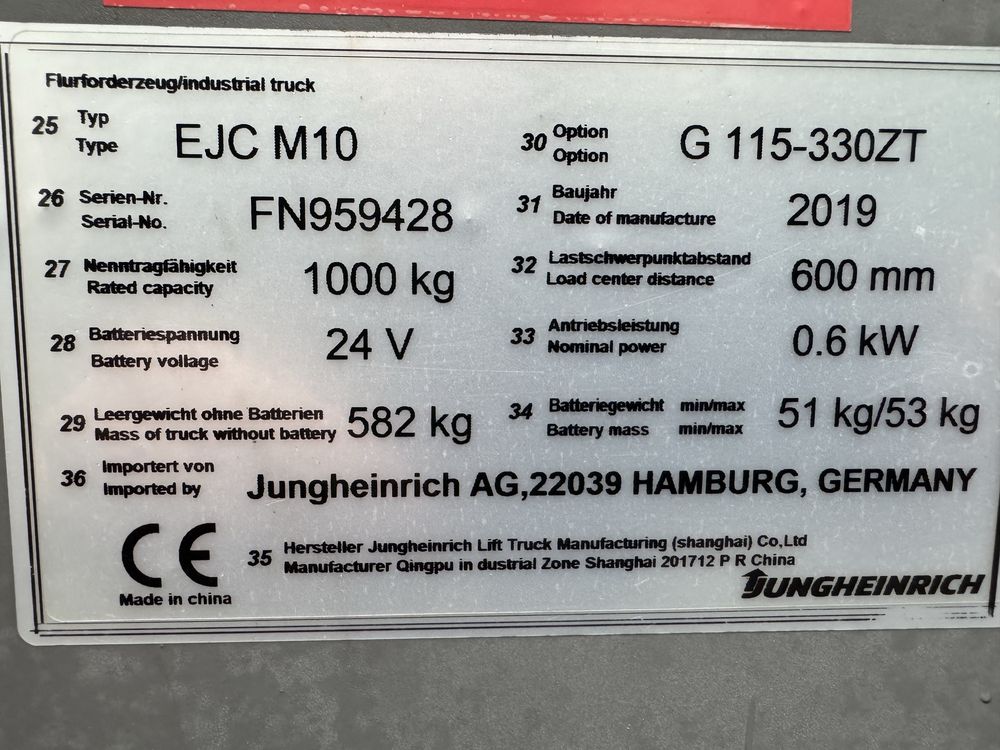 Flurforderzeug/industrial truck
25 Typ
Type
EJC M10
30 Option
Option
G 115-330ZT
26 Serien-Nr.
Serial-No.
FN959428
31 Baujahr
Date of manufacture
2019
27 Nenntragfähigkeit
Rated capacity
1000 kg
32 Lastschwerpunktabstand
Load center distance
600 mm
28 Batteriespannung
Battery vollage
24 V
33 Antriebsleistung
Nominal power
0.6 kW
29 Leergewicht ohne Batterien
Mass of truck without battery
582 kg
34 Batteriegewicht min/max
Battery mass min/max
51 kg/53 kg
36 Importert von
Imported by
Jungheinrich AG,22039 HAMBURG, GERMANY
CE
Made in china
35 Hersteller Jungheinrich Lift Truck Manufacturing (shanghai) Co,Ltd
Manufacturer Qingpu in dustrial Zone Shanghai 201712 P R China
JUNGHEINRICH